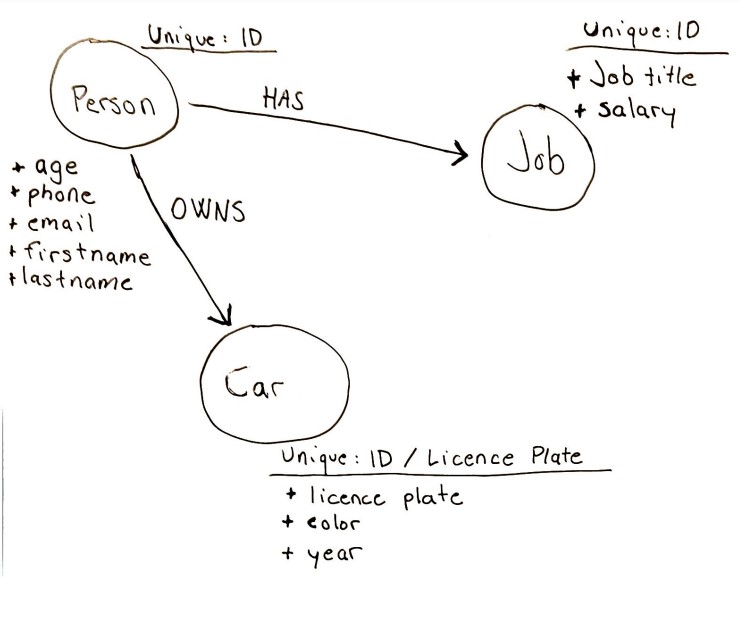 Unique: ID
Person
+ age
+ phone
+ email
+ firstname
+ lastname
HAS
Unique: ID
+ Job title
+ salary
Job
OWNS
Car
Unique: ID / Licence Plate
+ licence plate
+ color
+ year